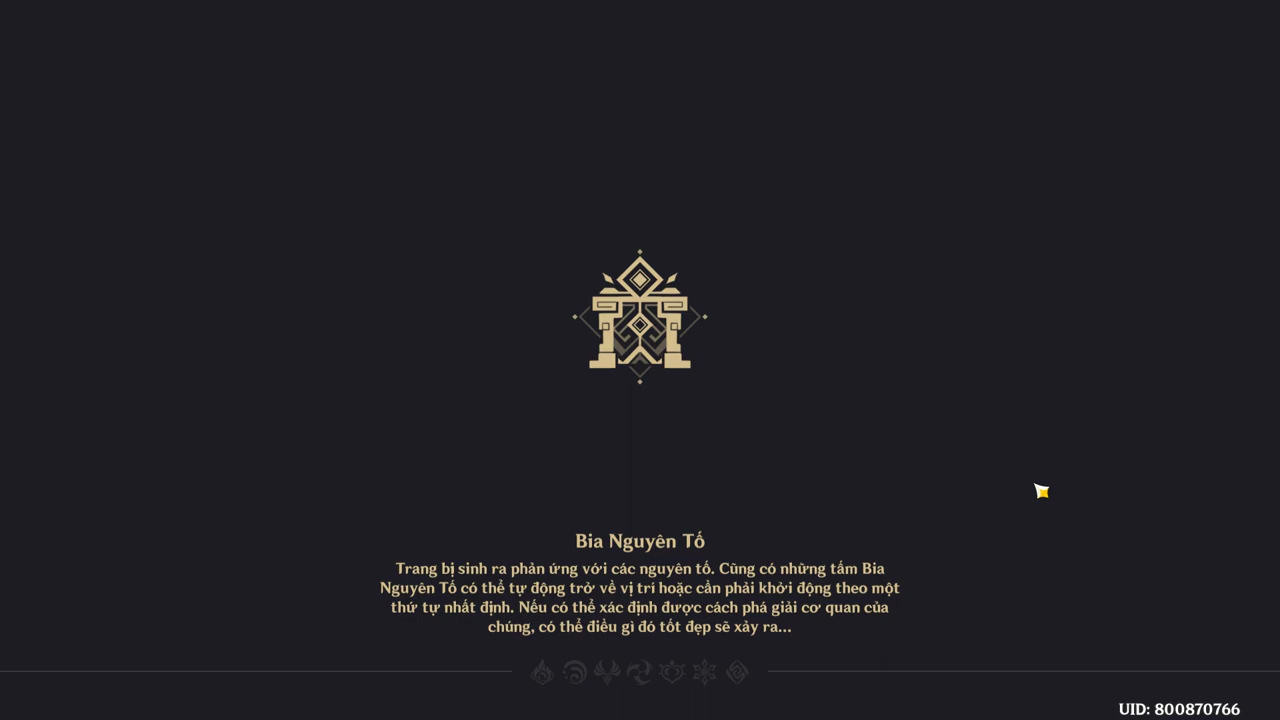 Bia Nguyên Tố
Trang bị sinh ra phản ứng với các nguyên tố. Cũng có những tấm Bia
Nguyên Tố có thể tự động trở về vị trí hoặc cần phải khởi động theo một
thứ tự nhất định. Nếu có thể xác định được cách phá giải cơ quan của
chúng, có thể điều gì đó tốt đẹp sẽ xảy ra...
UID: 800870766